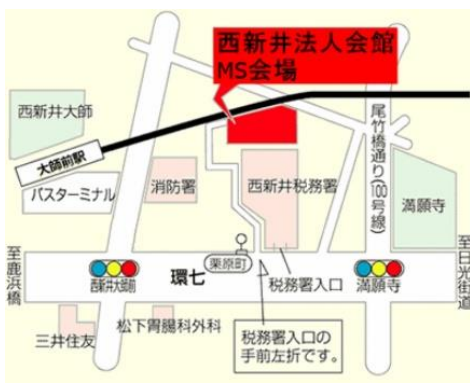 西新井法人会館
MS会場
西新井大師
大師前駅
バスターミナル
消防署
西新井税務署
尾竹橋通り(100号線)
満願寺
至鹿浜橋
至日光街道
栗原町
環七
税務署入口
満願寺
三井住友
松下胃腸科外科
税務署入口の
手前左折です。